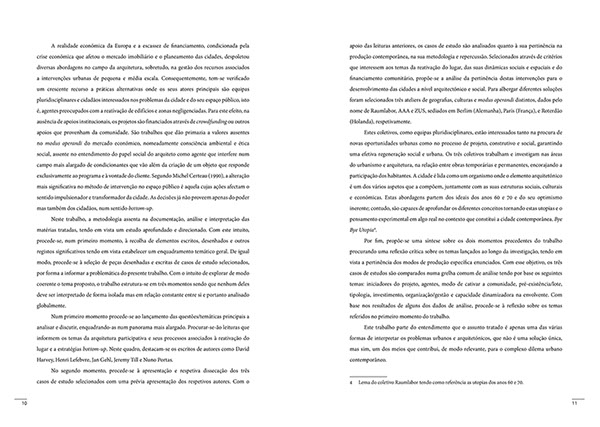 A realidade económica da Europa e a escassez de financiamento, condicionada pela
crise económica que afetou o mercado imobiliário e o planeamento das cidades, despoletou
diversas abordagens no campo da arquitetura, sobretudo, na gestão dos recursos associados
a intervenções urbanas de pequena e média escala. Consequentemente, tem-se verificado
um crescente recurso a práticas alternativas onde os seus atores principais são equipas
pluridisciplinares e cidadãos interessados nos problemas da cidade e do seu espaço público, isto
é, agentes preocupados com a reativação de edifícios e zonas negligenciadas. Para este efeito, na
ausência de apoios institucionais, os projetos são financiados através de crowdfunding ou outros
apoios que provenham da comunidade. São trabalhos que dão primazia a valores ausentes
no modus operandi do mercado económico, nomeadamente consciência ambiental e ética
social, assente no entendimento do papel social do arquiteto como agente que interfere num
campo mais alargado de condicionantes que vão além da criação de um objeto que responde
exclusivamente ao programa e à vontade do cliente. Segundo Michel Certeau (1990), a alteração
mais significativa no método de intervenção no espaço público é aquela cujas ações afectam o
sentido impulsionador e transformador da cidade. As decisões já não provem apenas do poder
mas também dos cidadãos, num sentido bottom-up.
Neste trabalho, a metodologia assenta na documentação, análise e interpretação das
matérias tratadas, tendo em vista um estudo aprofundado e direcionado. Com este intuito,
procede-se, num primeiro momento, à recolha de elementos escritos, desenhados e outros
registos significativos tendo em vista estabelecer um enquadramento temático geral. De igual
modo, procede-se à seleção de peças desenhadas e escritas de casos de estudo selecionados,
por forma a informar a problemática do presente trabalho. Com o intuito de explorar de modo
coerente o tema proposto, o trabalho estrutura-se em três momentos sendo que nenhum deles
deve ser interpretado de forma isolada mas em relação constante entre si e portanto analisado
globalmente.
Num primeiro momento procede-se ao lançamento das questões/temáticas principais a
analisar e discutir, enquadrando-as num panorama mais alargado. Procurar-se-ão leituras que
informem os temas da arquitetura participativa e seus processos associados à reativação do
lugar e a estratégias bottom-up. Neste quadro, destacam-se os escritos de autores como David
Harvey, Henri Lefebvre, Jan Gehl, Jeremy Till e Nuno Portas.
No segundo momento, procede-se à apresentação e respetiva dissecação dos três
casos de estudo selecionados com uma prévia apresentação dos respetivos autores. Com o
10
apoio das leituras anteriores, os casos de estudo são analisados quanto à sua pertinência na
produção contemporânea, na sua metodologia e repercussão. Selecionados através de critérios
que interessem aos temas da reativação do lugar, das suas dinâmicas sociais e espaciais e do
financiamento comunitário, propõe-se a análise da pertinência destas intervenções para o
desenvolvimento das cidades a nível arquitectónico e social. Para albergar diferentes soluções
foram selecionados três ateliers de geografias, culturas e modus operandi distintos, dados pelo
nome de Raumlabor, AAA e ZUS, sediados em Berlim (Alemanha), Paris (França), e Roterdão
(Holanda), respetivamente.
Estes coletivos, como equipas pluridisciplinares, estão interessados tanto na procura de
novas oportunidades urbanas como no processo de projeto, construtivo e social, garantindo
uma efetiva regeneração social e urbana. Os três coletivos trabalham e investigam nas áreas
do urbanismo e arquitetura, na relação entre obras temporárias e permanentes, encorajando a
participação dos habitantes. A cidade é lida como um organismo onde o elemento arquitetónico
é um dos vários aspetos que a compõem, juntamente com as suas estruturas sociais, culturais
e económicas. Estas abordagens partem dos ideais dos anos 60 e 70 e do seu optimismo
inerente; contudo, são capazes de aprofundar os diferentes conceitos tornando estas utopias e o
pensamento experimental em algo real no contexto que constitui a cidade contemporânea. Bye
Bye Utopie⁴.
Por fim, propõe-se uma síntese sobre os dois momentos precedentes do trabalho
procurando uma reflexão crítica sobre os temas lançados ao longo da investigação, tendo em
vista a pertinência dos modos de produção específica enunciados. Com esse objetivo, os três
casos de estudo são comparados numa grelha comum de análise tendo por base os seguintes
temas: iniciadores do projeto, agentes, modo de cativar a comunidade, pré-existência/lote,
tipologia, investimento, organização/gestão e capacidade dinamizadora na envolvente. Com
base nos resultados de alguns dos dados de análise, procede-se à reflexão sobre os temas
referidos no primeiro momento do trabalho.
Este trabalho parte do entendimento que o assunto tratado é apenas uma das várias
formas de interpretar os problemas urbanos e arquitetónicos, que não é uma solução única,
mas sim, um dos meios que contribui, de modo relevante, para o complexo dilema urbano
contemporâneo.
4 Lema do coletivo Raumlabor tendo como referência as utopias dos anos 60 e 70.
11